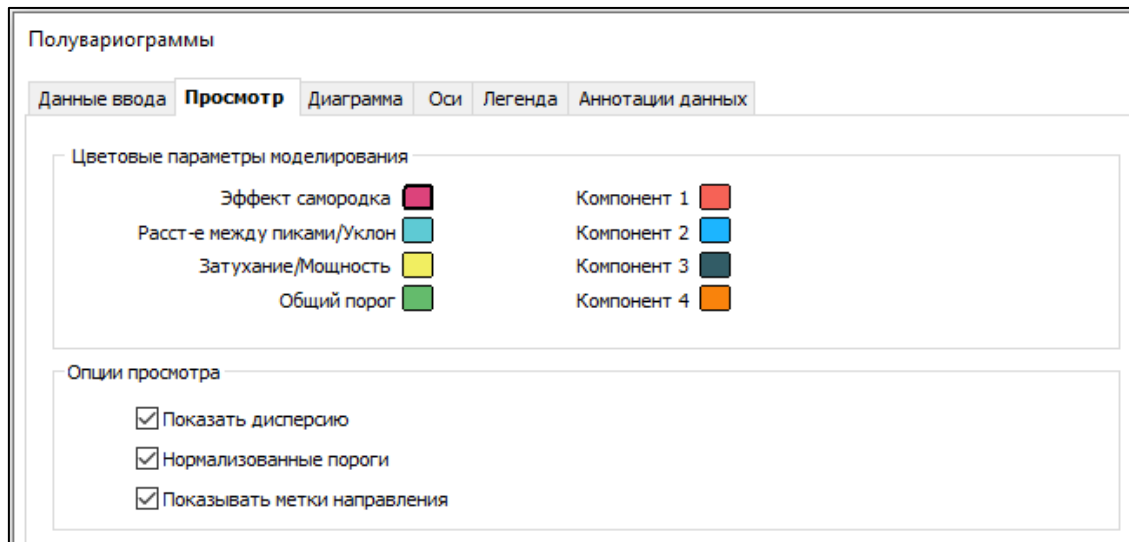 Полувариограммы
Данные ввода Просмотр Диаграмма Оси Легенда Аннотации данных
Цветовые параметры моделирования
Эффект самородка Компонент 1
Расст-е между пиками/Уклон Компонент 2
Затухание/Мощность Компонент 3
Общий порог Компонент 4
Опции просмотра
Показать дисперсию
Нормализованные пороги
Показывать метки направления